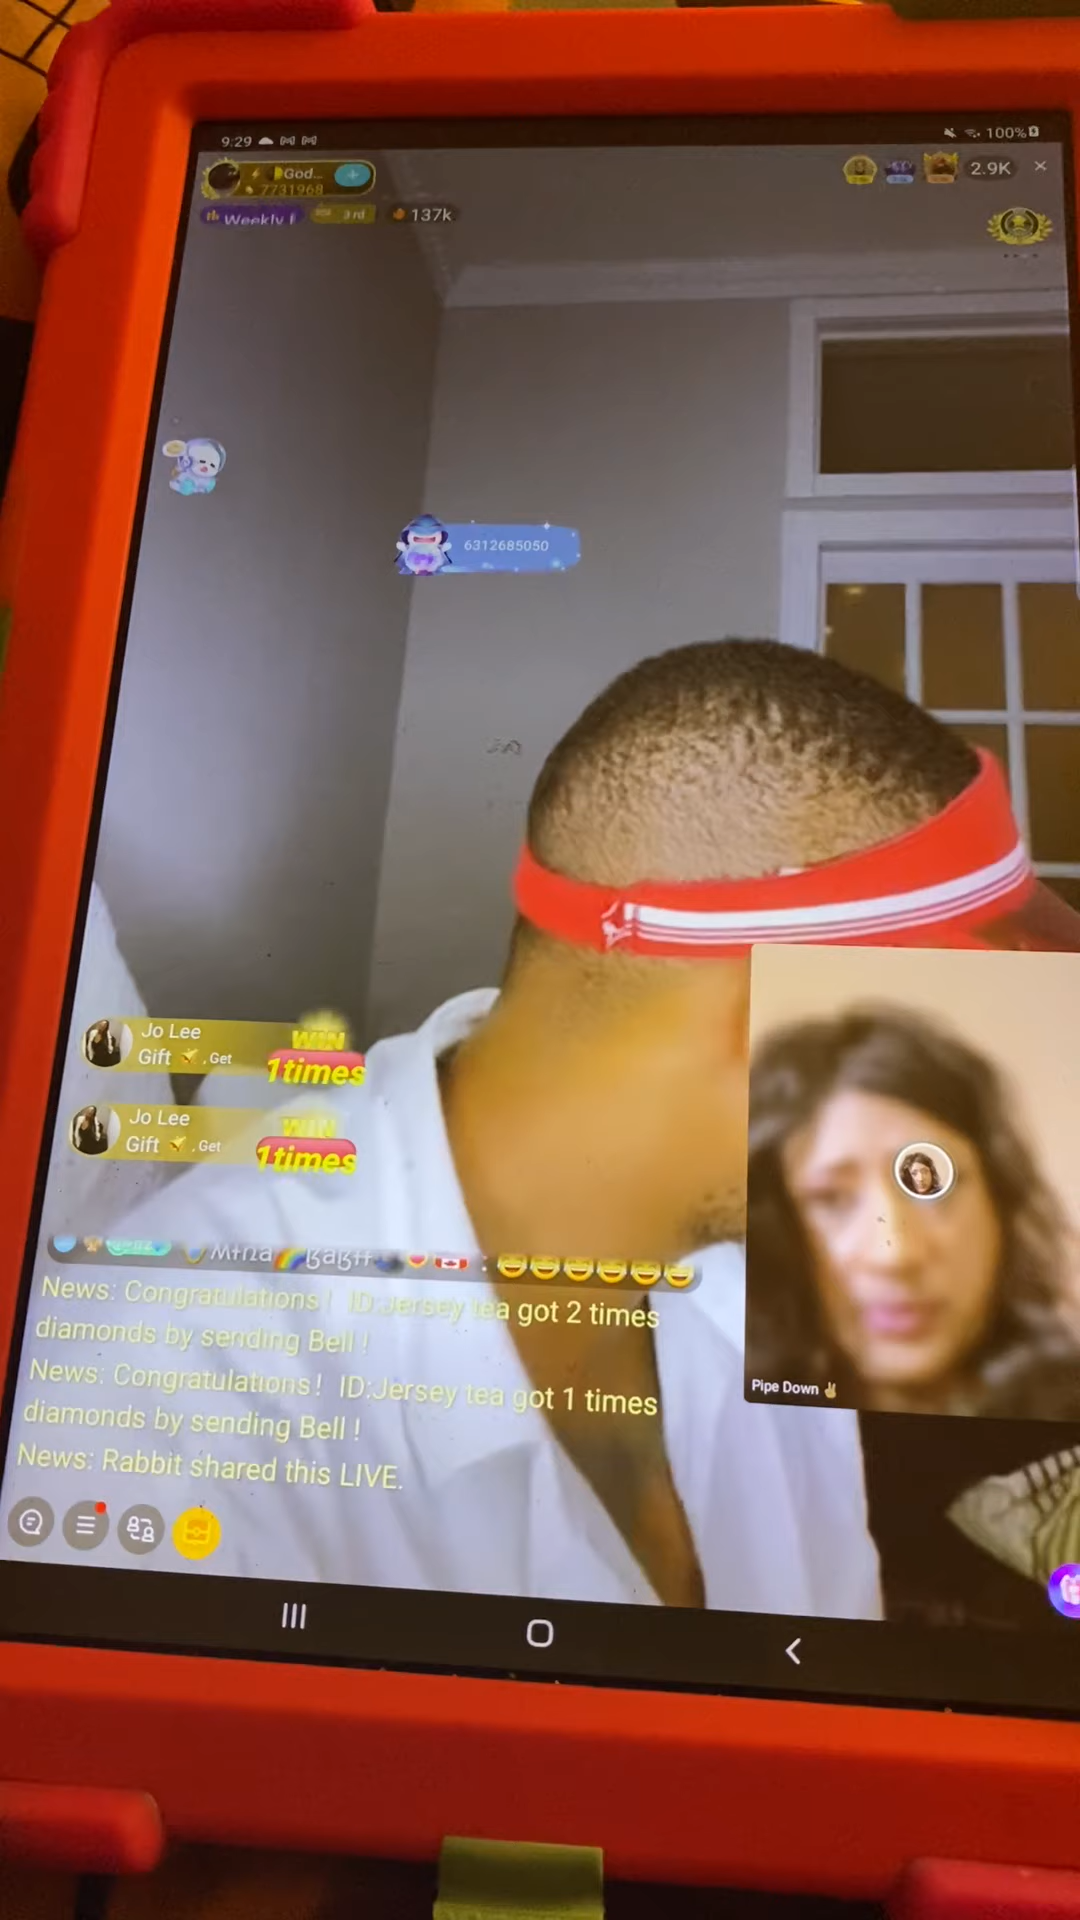 9:29
100%
God...
7731968
2.9K
×
Weekly
3 rd
137k
6312685050
Jo Lee
Gift , Get
WIN
1times
Jo Lee
Gift , Get
WIN
1times
: 😂😂😂😂😂😂
News: Congratulations! ID:Jersey tea got 2 times
diamonds by sending Bell !
News: Congratulations! ID:Jersey tea got 1 times
diamonds by sending Bell !
News: Rabbit shared this LIVE.
Pipe Down ✌